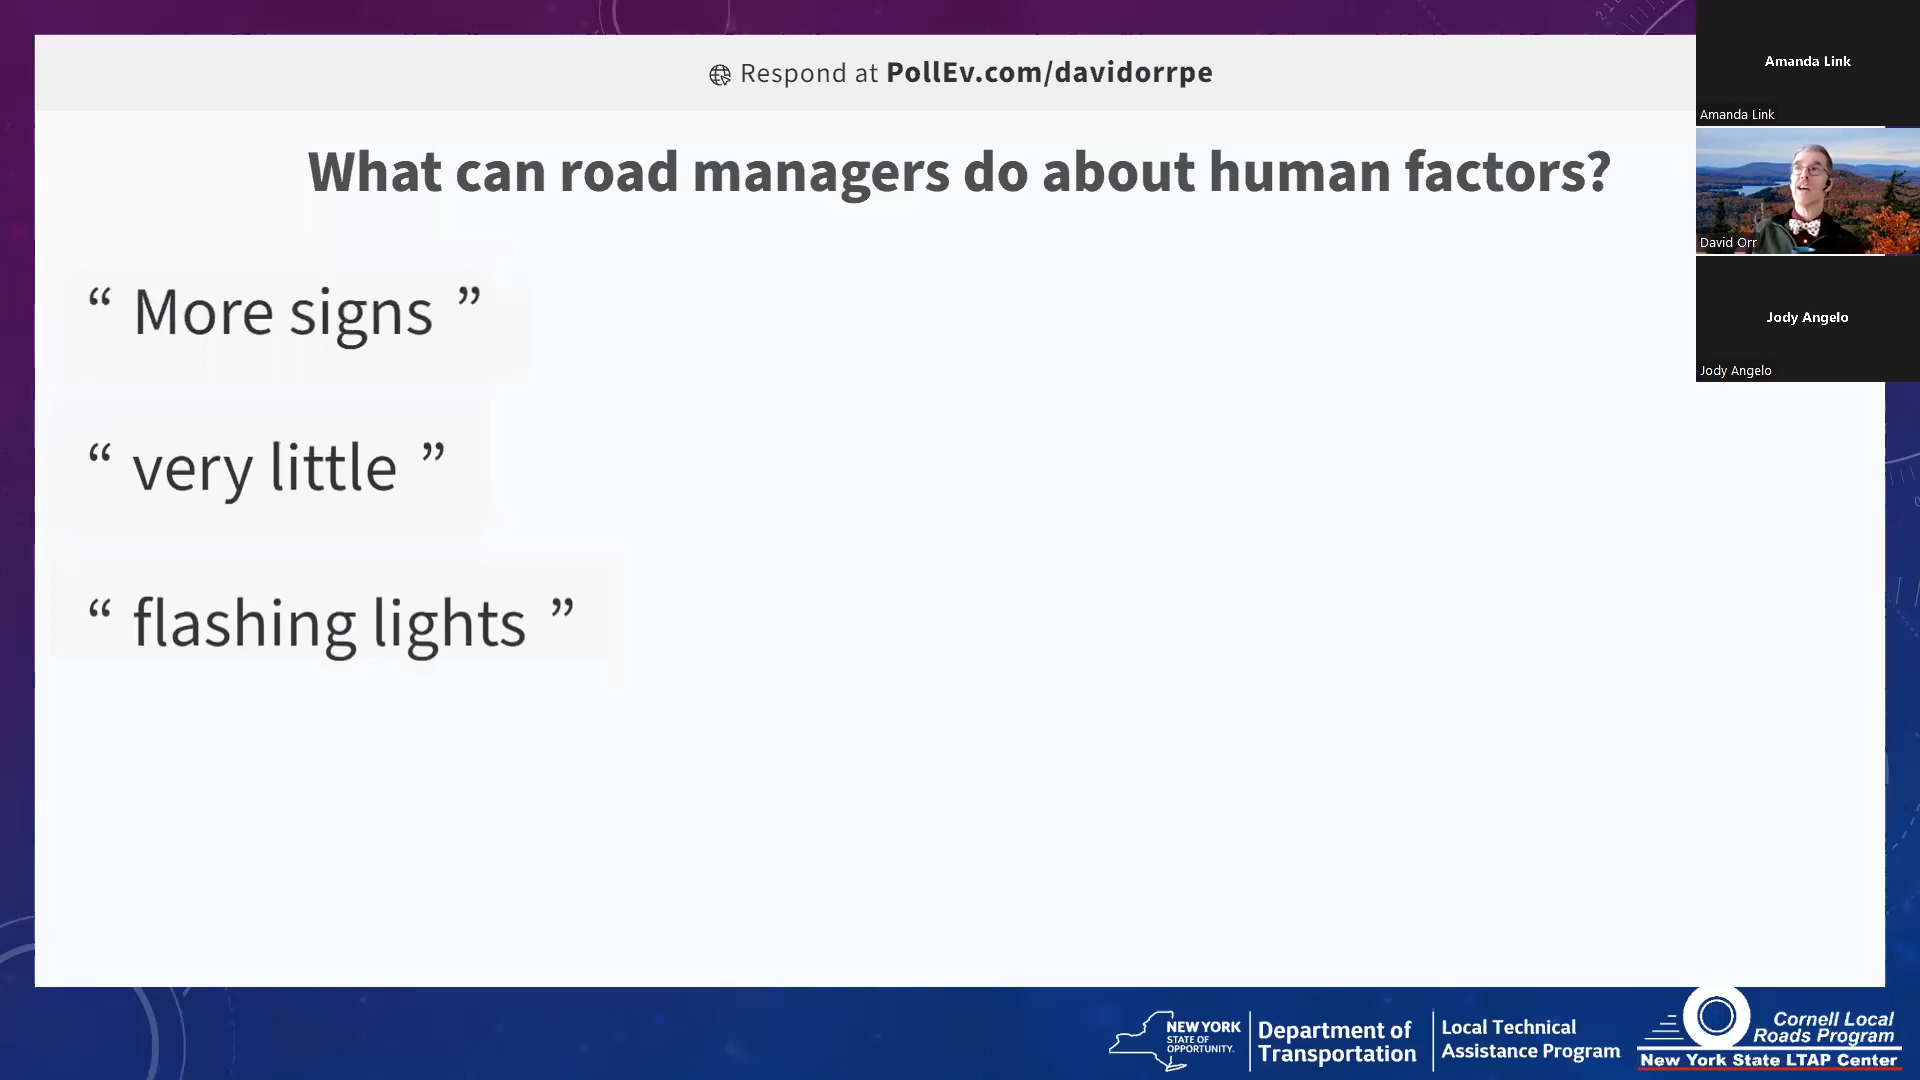 Respond at PollEv.com/davidorrpe
What can road managers do about human factors?
“ More signs ”
“ very little ”
“ flashing lights ”
Amanda Link
Amanda Link
David Orr
Jody Angelo
Jody Angelo
NEW YORK
STATE OF
OPPORTUNITY.
Department of
Transportation
Local Technical
Assistance Program
Cornell Local
Roads Program
New York State LTAP Center